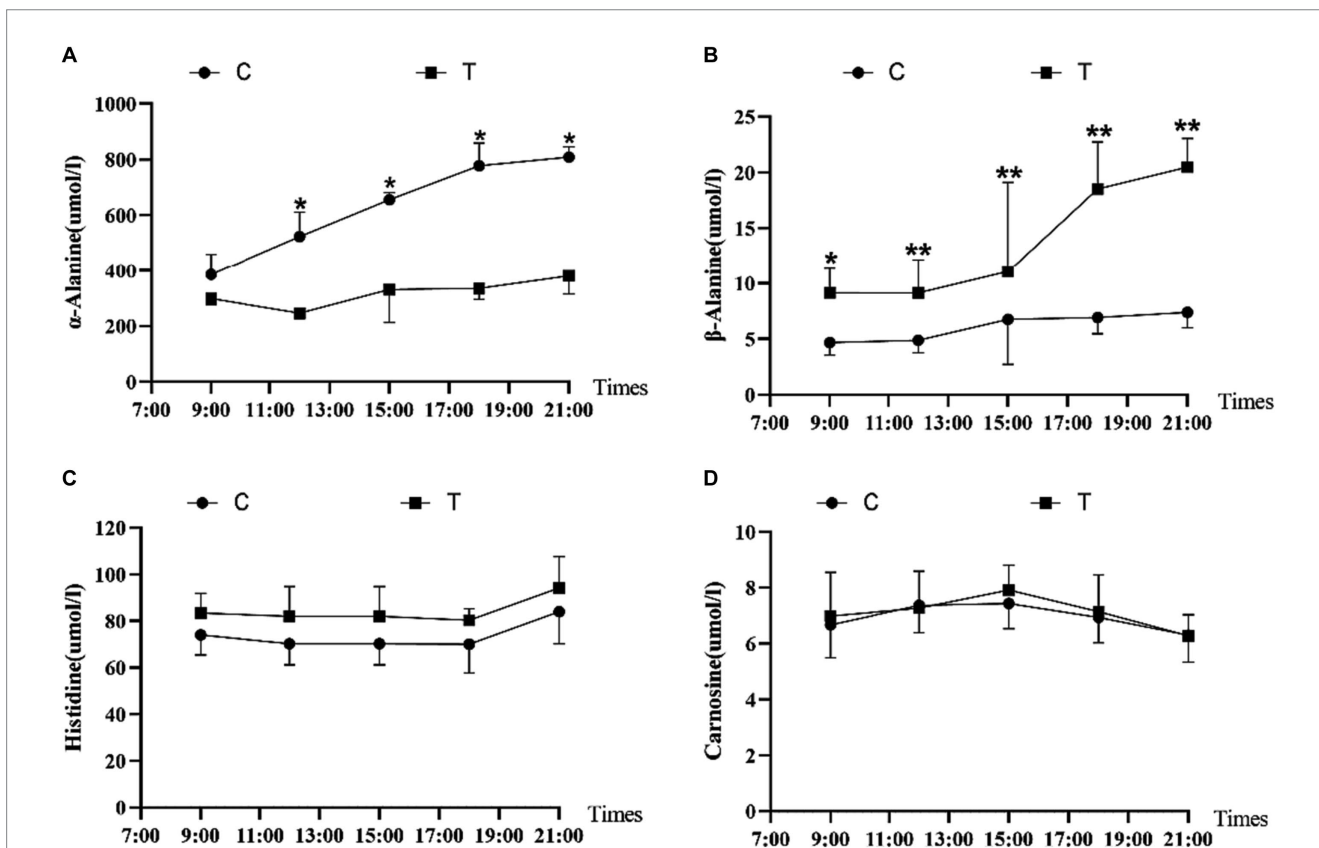 A
C T
1000
800
600
400
200
0
α-Alanine(umol/l)
* * * * *
7:00 9:00 11:00 13:00 15:00 17:00 19:00 21:00
Times
B
C T
25
20
15
10
5
0
β-Alanine(umol/l)
* ** ** ** **
7:00 9:00 11:00 13:00 15:00 17:00 19:00 21:00
Times
C
C T
120
100
80
60
40
20
0
Histidine(umol/l)
7:00 9:00 11:00 13:00 15:00 17:00 19:00 21:00
Times
D
C T
10
8
6
4
2
0
Carnosine(umol/l)
7:00 9:00 11:00 13:00 15:00 17:00 19:00 21:00
Times